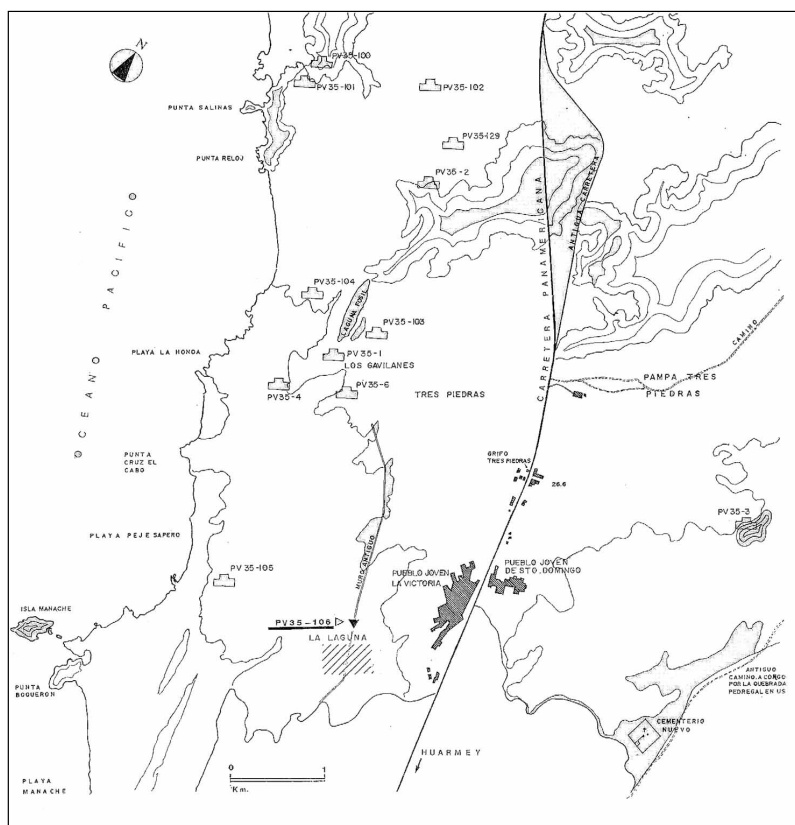 N
PV35-100
PV35-101
PV35-102
PUNTA SALINAS
PV35-129
PUNTA RELOJ
PV35-2
CARRETERA PANAMERICANA
ANTIGUA CARRETERA
OCEANO PACIFICO
PV35-104
LAGUNA FOSIL
PV35-103
CAMINO
PLAYA LA HONDA
PV35-1
LOS GAVILANES
PV35-4
PV35-6
TRES PIEDRAS
PAMPA TRES
PIEDRAS
PUNTA
CRUZ EL
CABO
GRIFO
TRES PIEDRAS
26.6
PV35-3
PLAYA PEJE SAPERO
MURO ANTIGUO
PV35-105
PUEBLO JOVEN
LA VICTORIA
PUEBLO JOVEN
DE STO. DOMINGO
ISLA MANACHE
PV35-106
LA LAGUNA
PUNTA
BOQUERON
ANTIGUO
CAMINO A CORGO
POR LA QUEBRADA
PEDREGAL EN US
CEMENTERIO
NUEVO
HUARMEY
0 1
Km.
PLAYA
MANACHE